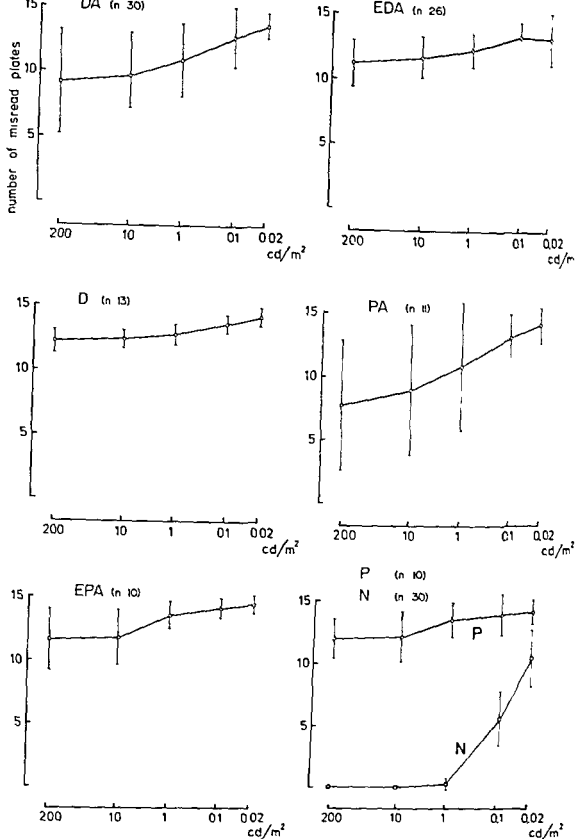 DA (n 30)
15
10
5
number of misread plates
200 10 1 01 002
cd/m²
EDA (n 26)
15
10
5
200 10 1 0.1 0,02
cd/m
D (n 13)
15
10
5
200 10 1 01 0.02
cd/m²
PA (n 11)
15
10
5
200 10 1 01 0,02
cd/m²
EPA (n 10)
15
10
5
200 10 1 0.1 0 02
cd/m²
P (n 10)
N (n 30)
15
10
5
P
N
200 10 1 0.1 0,02
cd/m²